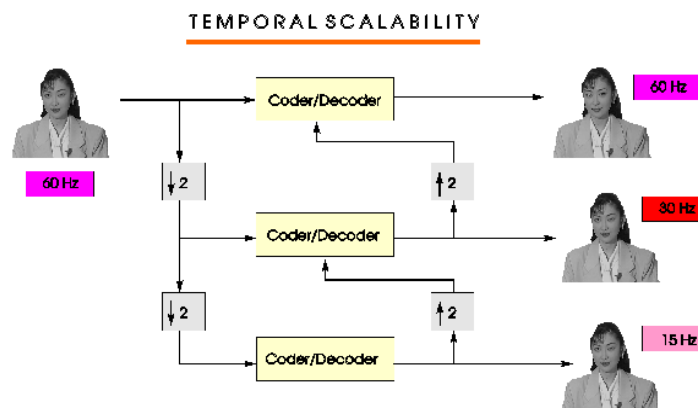 TEMPORAL SCALABILITY
60 Hz
Coder/Decoder
60 Hz
↓ 2
↑ 2
Coder/Decoder
30 Hz
↓ 2
↑ 2
Coder/Decoder
15 Hz